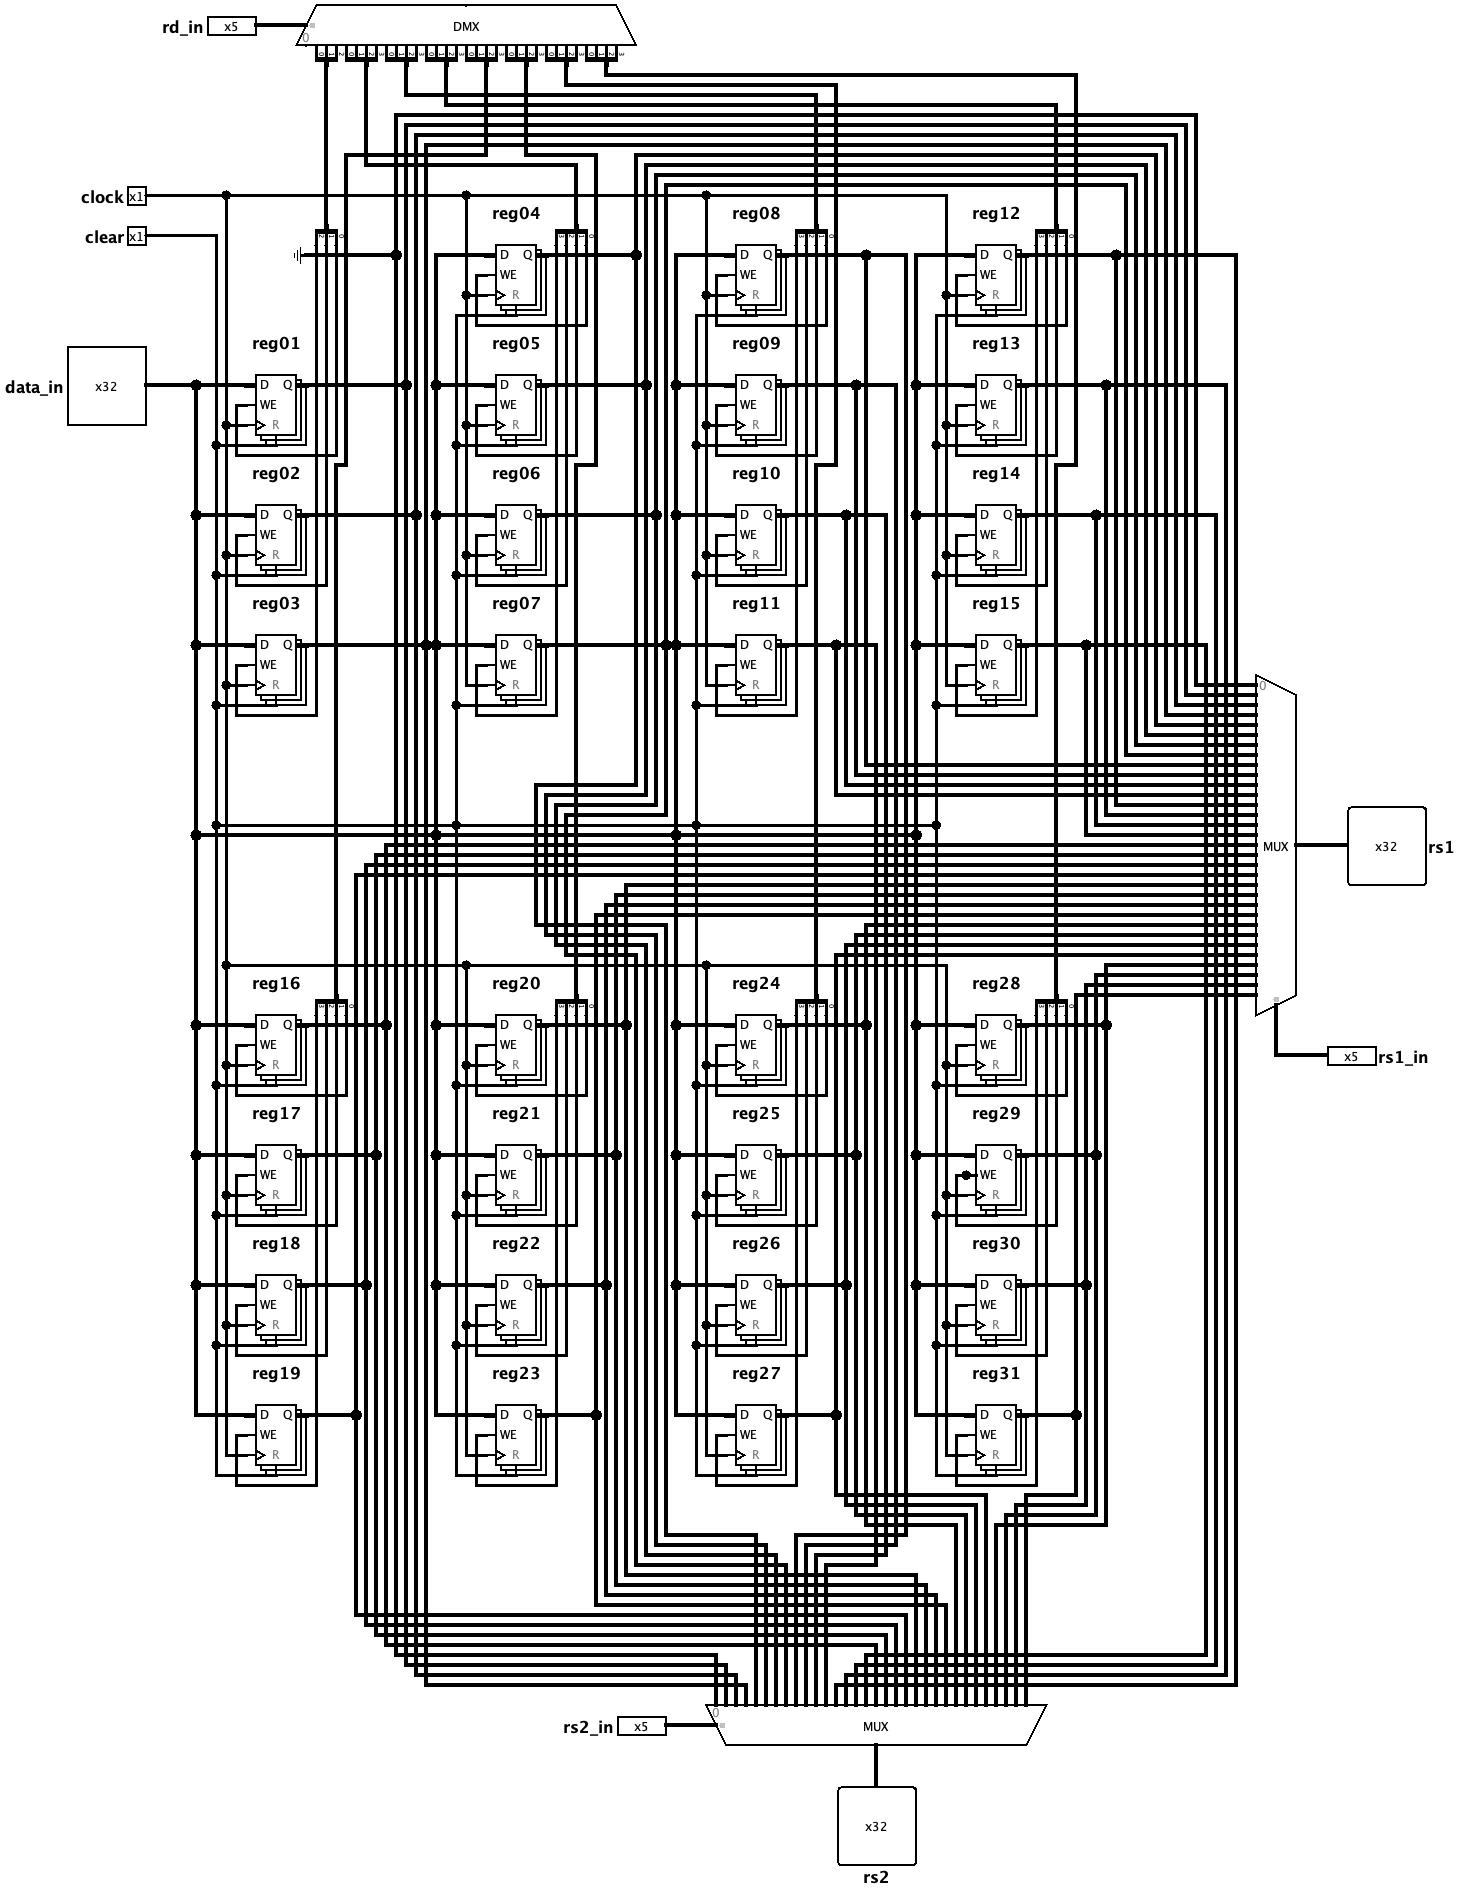 rd_in x5 DMX
0
clock x1
clear x1
reg04 reg08 reg12
D Q D Q D Q
WE WE WE
R R R
reg01 reg05 reg09 reg13
data_in x32
D Q D Q D Q D Q
WE WE WE WE
R R R R
reg02 reg06 reg10 reg14
D Q D Q D Q D Q
WE WE WE WE
R R R R
reg03 reg07 reg11 reg15
D Q D Q D Q D Q
WE WE WE WE
R R R R
0
MUX x32 rs1
reg16 reg20 reg24 reg28
D Q D Q D Q D Q
WE WE WE WE
R R R R
x5 rs1_in
reg17 reg21 reg25 reg29
D Q D Q D Q D Q
WE WE WE WE
R R R R
reg18 reg22 reg26 reg30
D Q D Q D Q D Q
WE WE WE WE
R R R R
reg19 reg23 reg27 reg31
D Q D Q D Q D Q
WE WE WE WE
R R R R
0
rs2_in x5 MUX
x32
rs2